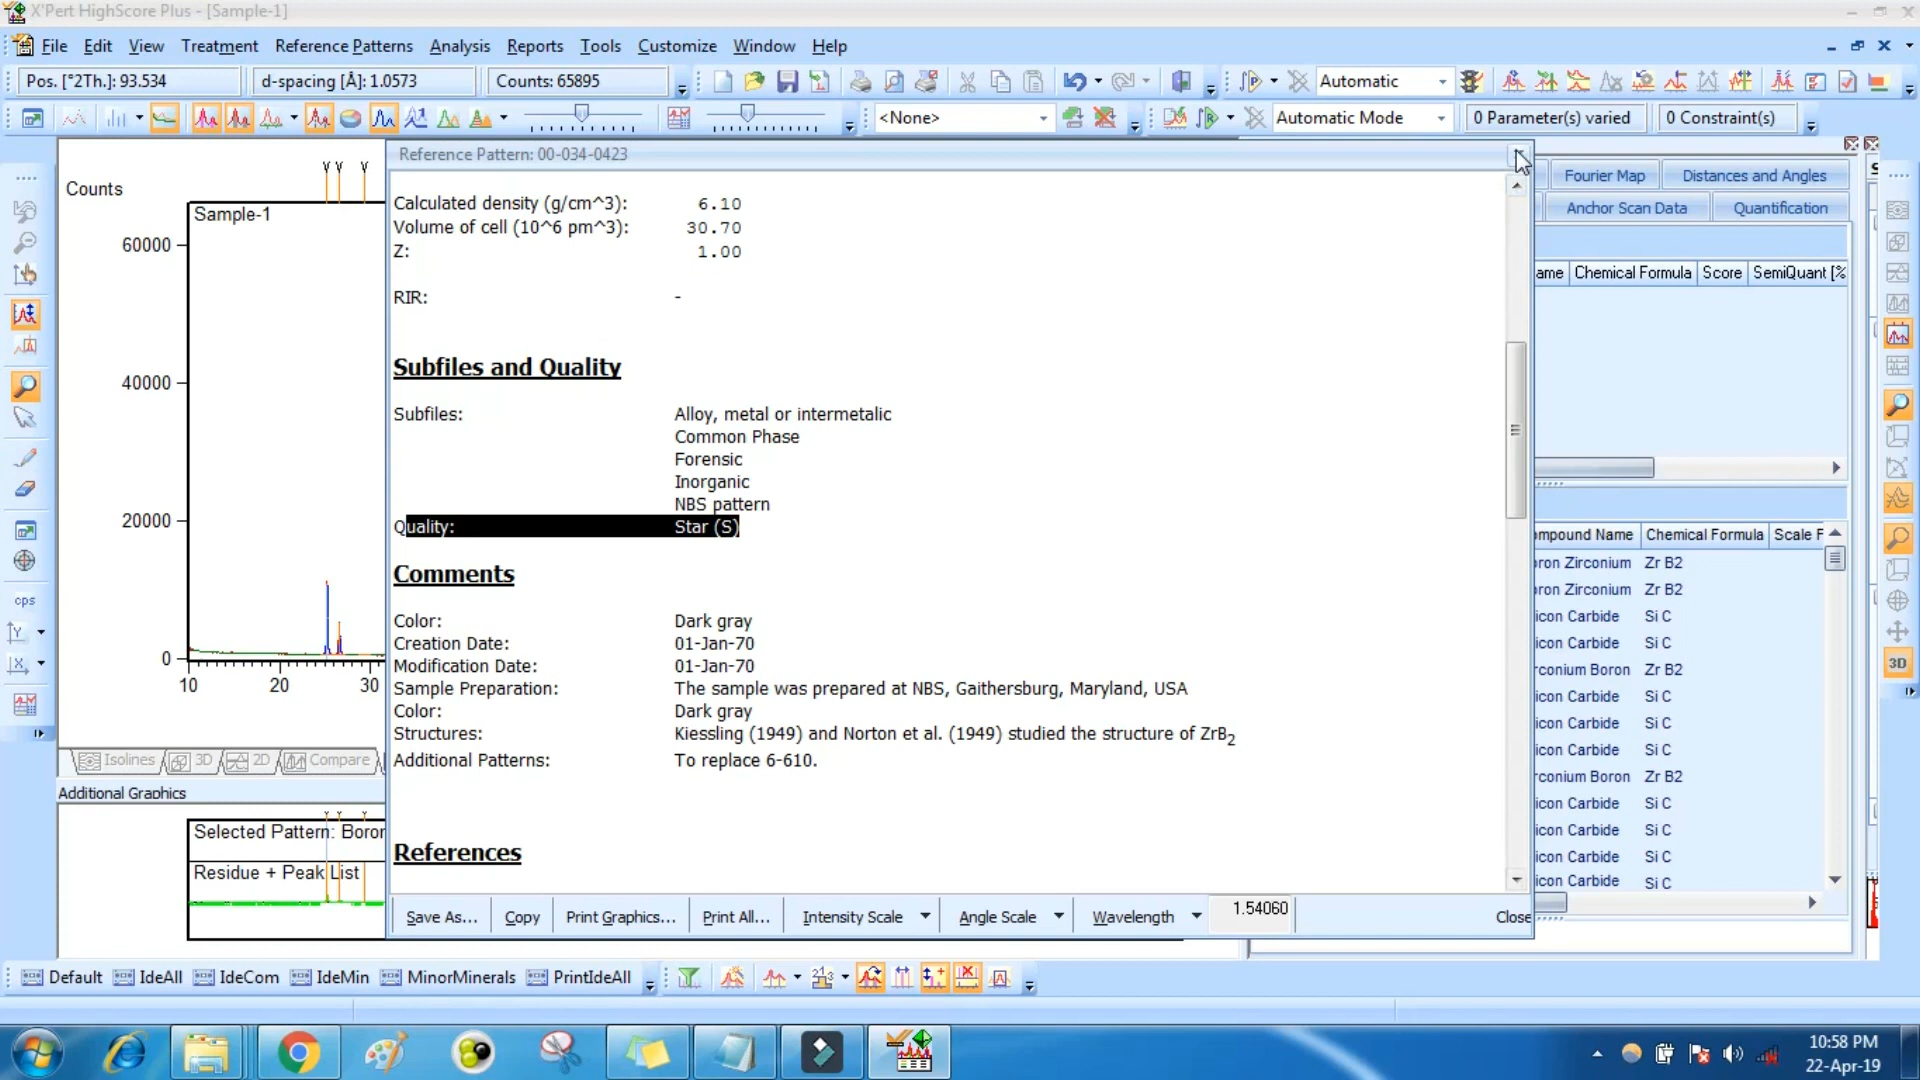 X'Pert HighScore Plus - [Sample-1]
File Edit View Treatment Reference Patterns Analysis Reports Tools Customize Window Help
Pos. [°2Th.]: 93.534 d-spacing [Å]: 1.0573 Counts: 65895 Automatic
<None> Automatic Mode 0 Parameter(s) varied 0 Constraint(s)
Reference Pattern: 00-034-0423
Fourier Map Distances and Angles
Anchor Scan Data Quantification
ame Chemical Formula Score SemiQuant [%
Counts
Sample-1
60000
40000
20000
0
10 20 30
Calculated density (g/cm^3): 6.10
Volume of cell (10^6 pm^3): 30.70
Z: 1.00
RIR: -
Subfiles and Quality
Subfiles: Alloy, metal or intermetalic
Common Phase
Forensic
Inorganic
NBS pattern
Quality: Star (S)
Comments
Color: Dark gray
Creation Date: 01-Jan-70
Modification Date: 01-Jan-70
Sample Preparation: The sample was prepared at NBS, Gaithersburg, Maryland, USA
Color: Dark gray
Structures: Kiessling (1949) and Norton et al. (1949) studied the structure of ZrB2
Additional Patterns: To replace 6-610.
References
Save As... Copy Print Graphics... Print All... Intensity Scale Angle Scale Wavelength 1.54060 Close
mpound Name Chemical Formula Scale F
ron Zirconium Zr B2
ron Zirconium Zr B2
icon Carbide Si C
icon Carbide Si C
rconium Boron Zr B2
icon Carbide Si C
icon Carbide Si C
icon Carbide Si C
rconium Boron Zr B2
icon Carbide Si C
icon Carbide Si C
icon Carbide Si C
icon Carbide Si C
cps
3D
Isolines 3D 2D Compare
Additional Graphics
Selected Pattern: Boron
Residue + Peak List
Default IdeAll IdeCom IdeMin MinorMinerals PrintIdeAll
10:58 PM
22-Apr-19